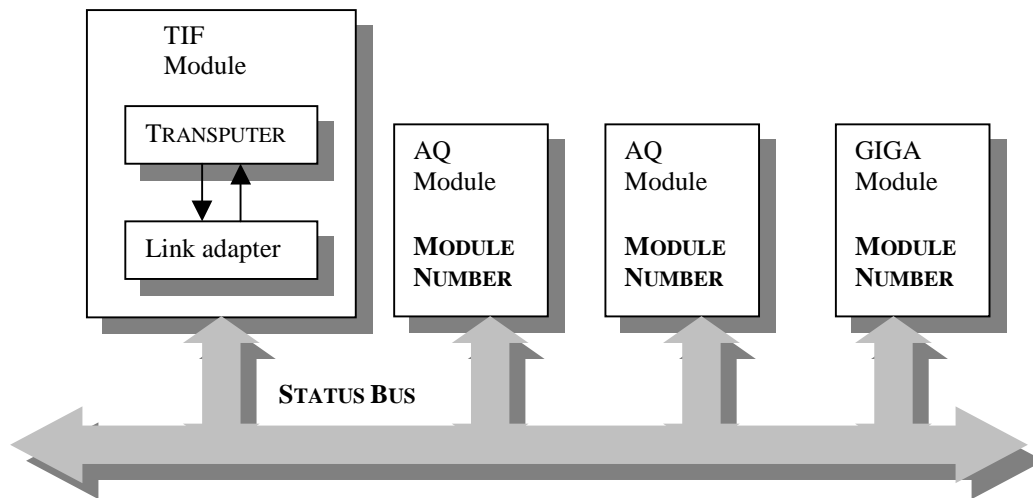 TIF
Module
TRANSPUTER
Link adapter
AQ
Module
MODULE
NUMBER
AQ
Module
MODULE
NUMBER
GIGA
Module
MODULE
NUMBER
STATUS BUS